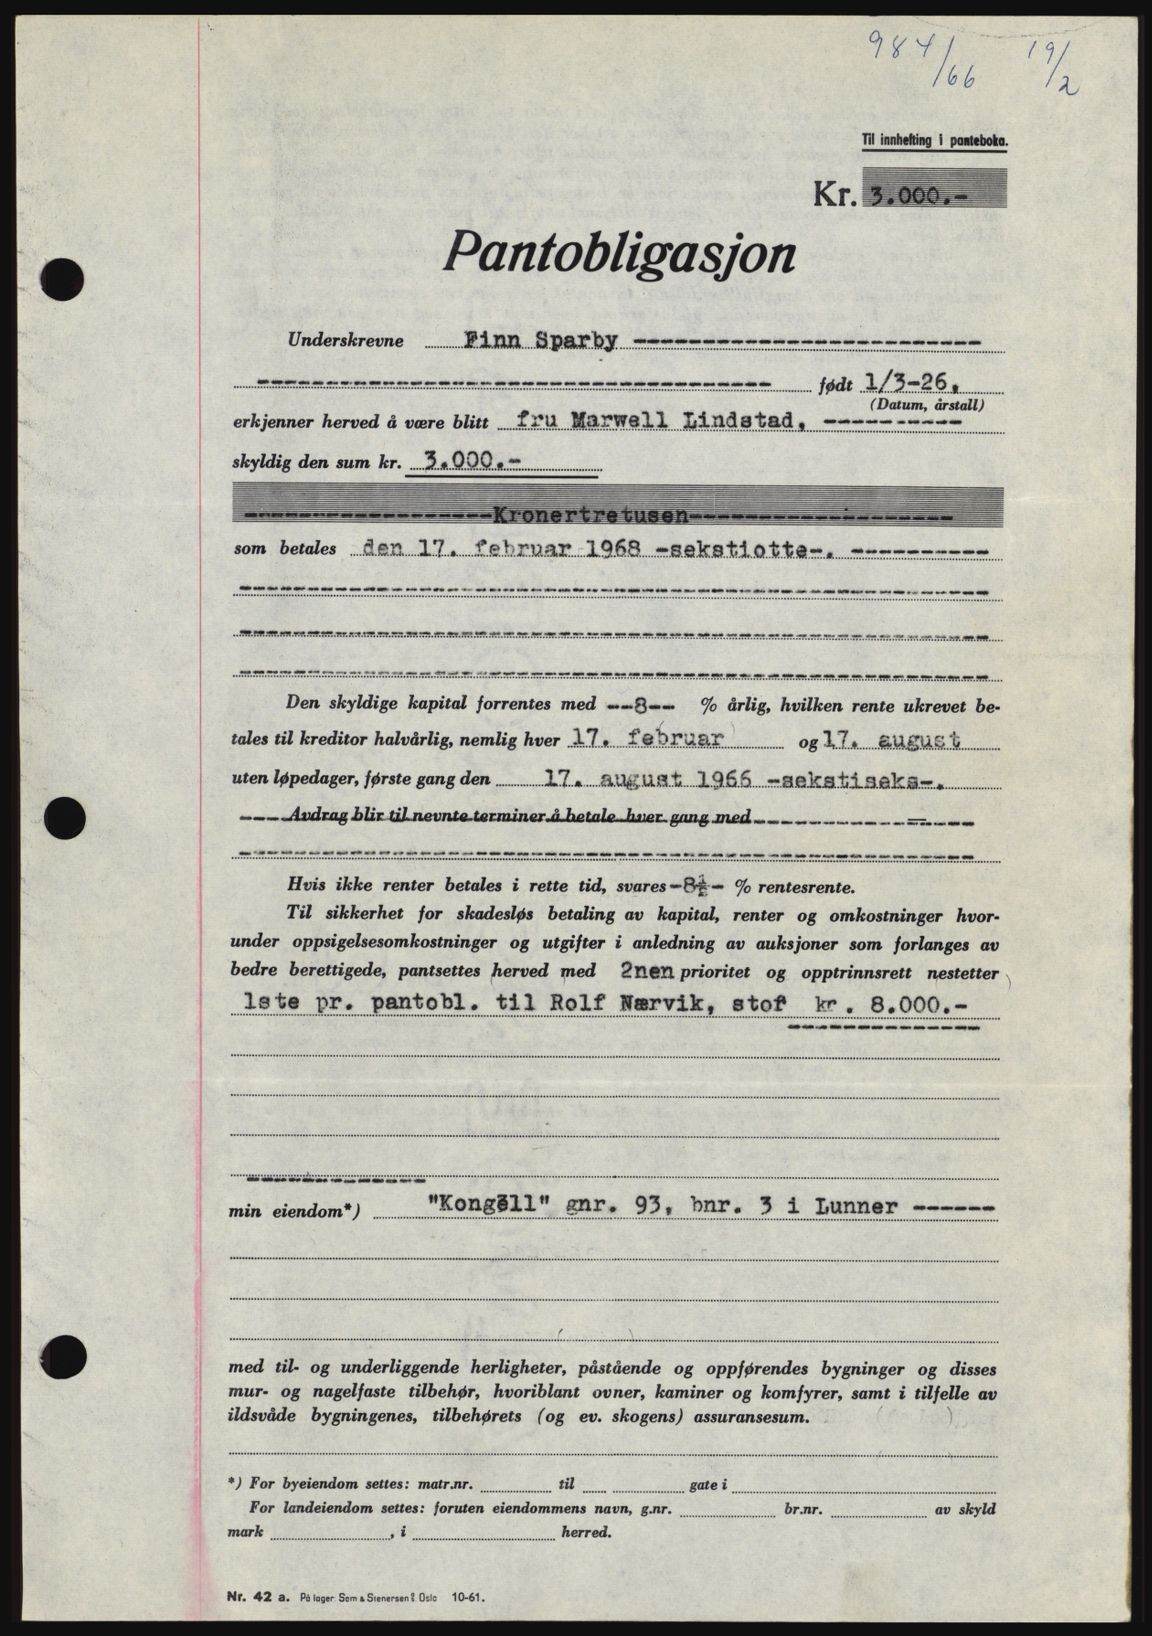 984/66 19/2
Til innhefting i panteboka.
Kr. 3.000.-
Pantobligasjon
Underskrevne Finn Sparby -------------------------
-------------------------------------- født 1/3-26,
(Datum, årstall)
erkjenner herved å være blitt fru Marwell Lindstad, ----------
skyldig den sum kr. 3.000.-
------------------Kronertretusen-------------------
som betales den 17. februar 1968 -sekstiotte-. ----------
-------------------------------------------------------
-------------------------------------------------------
-------------------------------------------------------
Den skyldige kapital forrentes med --8-- % årlig, hvilken rente ukrevet be-
tales til kreditor halvårlig, nemlig hver 17. februar og 17. august
uten løpedager, første gang den 17. august 1966 -sekstiseks-.
--- Avdrag blir til nevnte terminer å betale hver gang med ----------------
------------------------------------------------------
Hvis ikke renter betales i rette tid, svares -8½- % rentesrente.
Til sikkerhet for skadesløs betaling av kapital, renter og omkostninger hvor-
under oppsigelsesomkostninger og utgifter i anledning av auksjoner som forlanges av
bedre berettigede, pantsettes herved med 2nen prioritet og opptrinnsrett nestetter
1ste pr. pantobl. til Rolf Nærvik, stor kr. 8.000.-
-------------
min eiendom*) "Kongëll" gnr. 93, bnr. 3 i Lunner ------
med til- og underliggende herligheter, påstående og oppførendes bygninger og disses
mur- og nagelfaste tilbehør, hvoriblant ovner, kaminer og komfyrer, samt i tilfelle av
ildsvåde bygningenes, tilbehørets (og ev. skogens) assuransesum.
*) For byeiendom settes: matr.nr. til gate i
For landeiendom settes: foruten eiendommens navn, g.nr. br.nr. av skyld
mark , i herred.
Nr. 42 a. På lager Sem & Stenersen A/S Oslo 10-61.